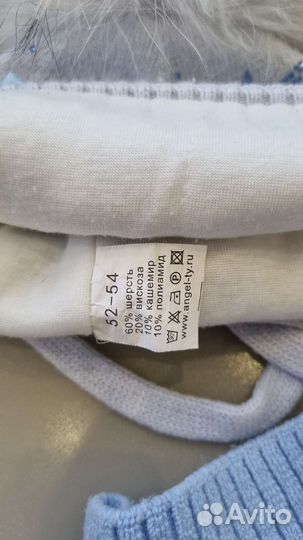 52-54
60% шерсть
20% вискоза
10% кашемир
10% полиамид
www.angel-ty.ru
Avito